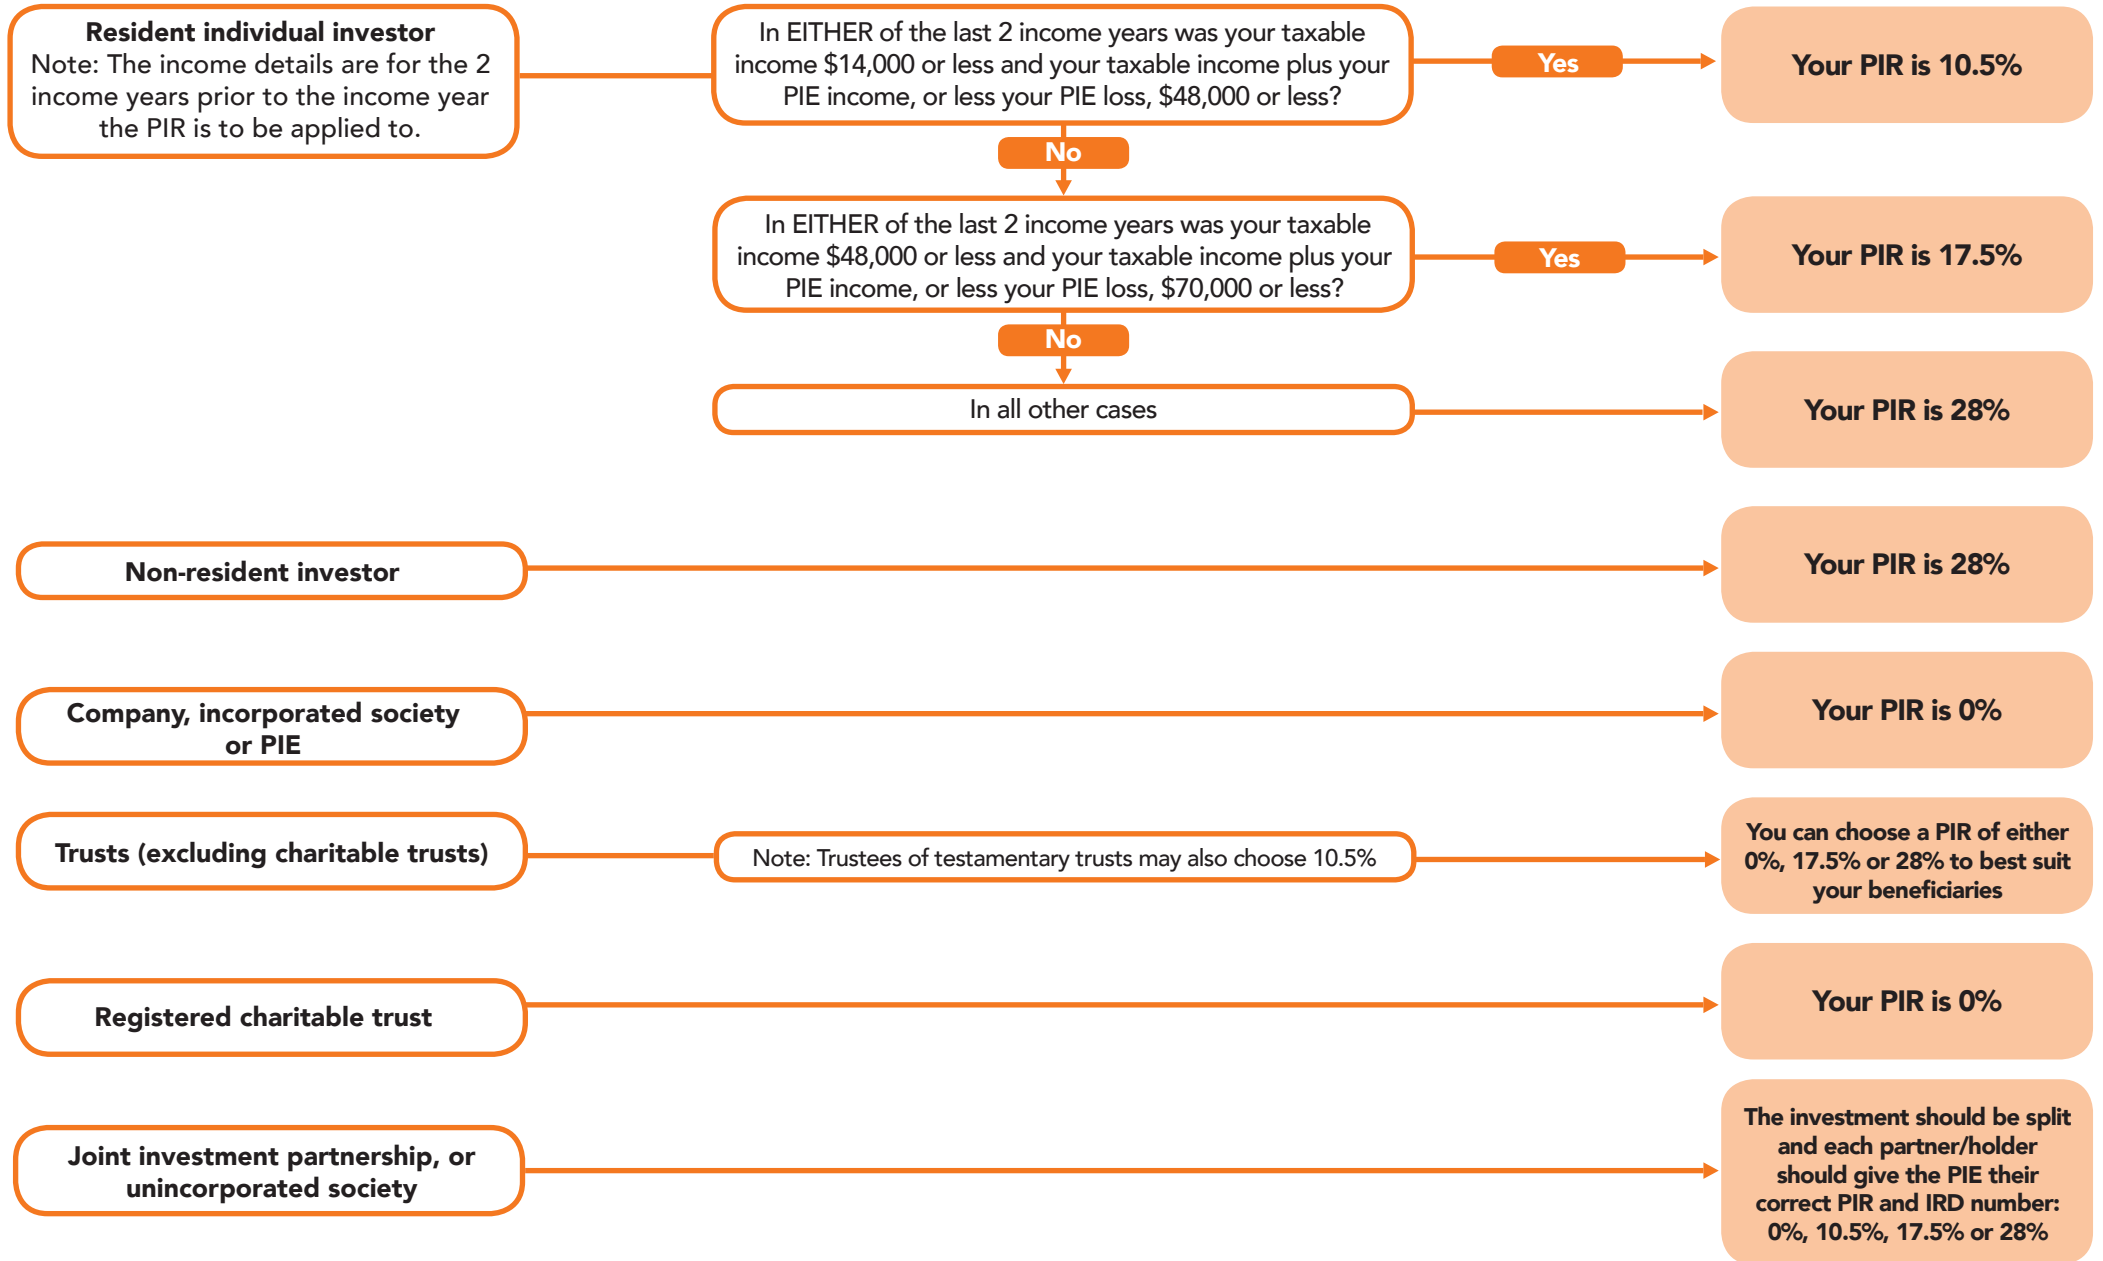 Resident individual investor
Note: The income details are for the 2
income years prior to the income year
the PIR is to be applied to.
In EITHER of the last 2 income years was your taxable
income $14,000 or less and your taxable income plus your
PIE income, or less your PIE loss, $48,000 or less?
Yes
Your PIR is 10.5%
No
In EITHER of the last 2 income years was your taxable
income $48,000 or less and your taxable income plus your
PIE income, or less your PIE loss, $70,000 or less?
Yes
Your PIR is 17.5%
No
In all other cases
Your PIR is 28%
Non-resident investor
Your PIR is 28%
Company, incorporated society
or PIE
Your PIR is 0%
Trusts (excluding charitable trusts)
Note: Trustees of testamentary trusts may also choose 10.5%
You can choose a PIR of either
0%, 17.5% or 28% to best suit
your beneficiaries
Registered charitable trust
Your PIR is 0%
Joint investment partnership, or
unincorporated society
The investment should be split
and each partner/holder
should give the PIE their
correct PIR and IRD number:
0%, 10.5%, 17.5% or 28%